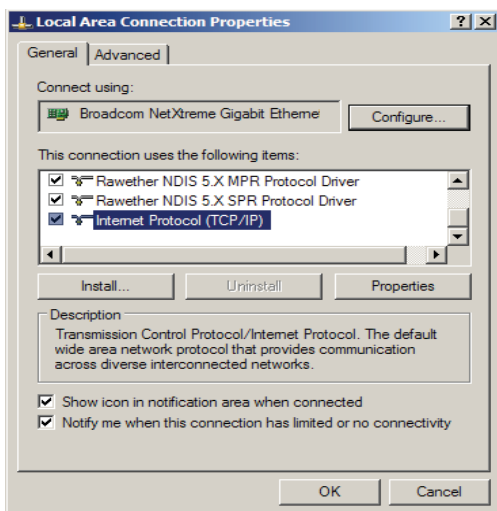 Local Area Connection Properties
General Advanced
Connect using:
Broadcom NetXtreme Gigabit Etherne
Configure...
This connection uses the following items:
Rawether NDIS 5.X MPR Protocol Driver
Rawether NDIS 5.X SPR Protocol Driver
Internet Protocol (TCP/IP)
Install... Uninstall Properties
Description
Transmission Control Protocol/Internet Protocol. The default
wide area network protocol that provides communication
across diverse interconnected networks.
Show icon in notification area when connected
Notify me when this connection has limited or no connectivity
OK Cancel